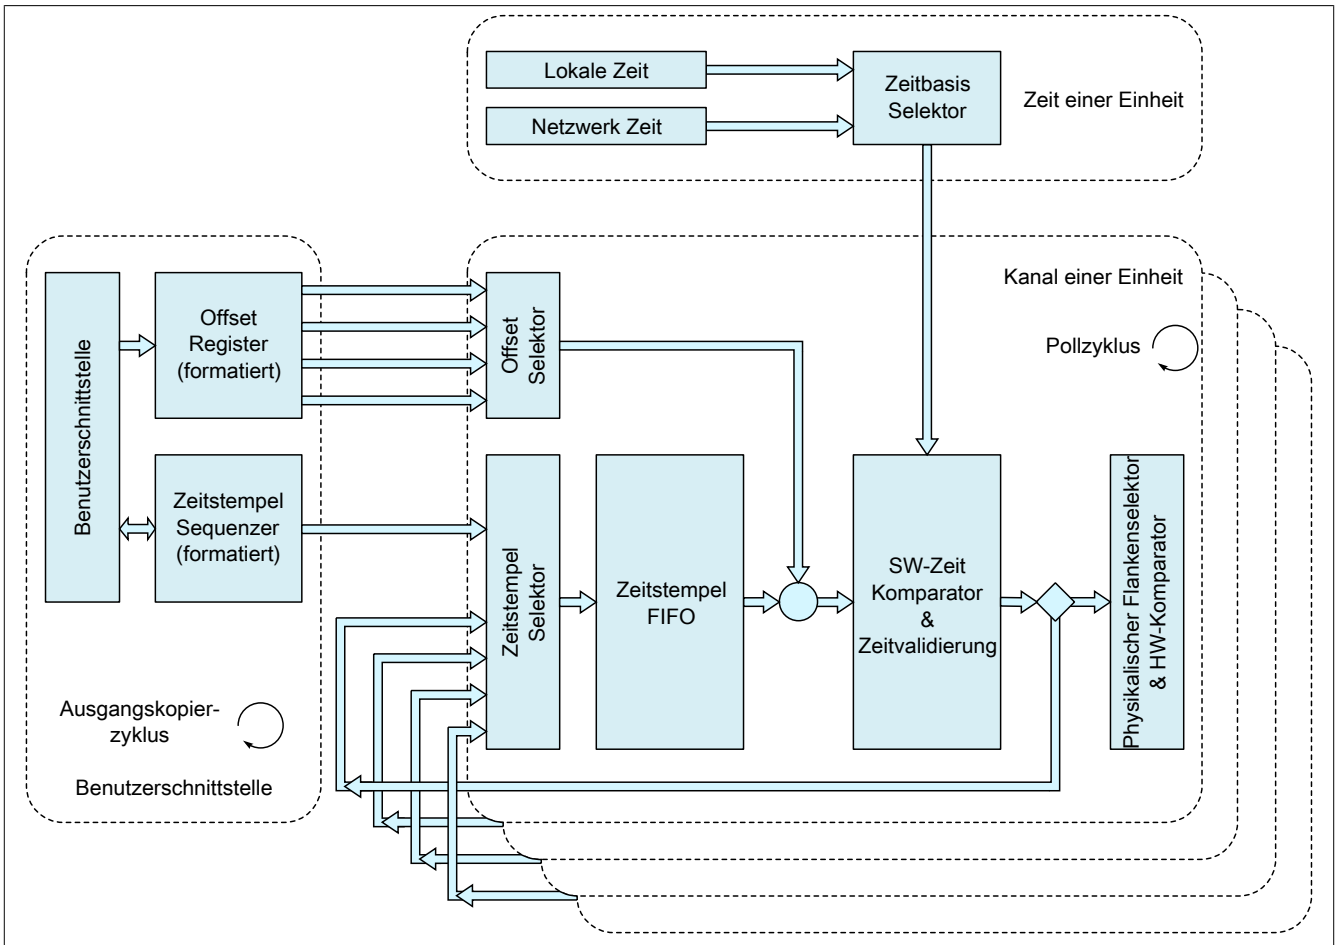 Lokale Zeit
Netzwerk Zeit
Zeitbasis
Selektor
Zeit einer Einheit
Benutzerschnittstelle
Offset
Register
(formatiert)
Zeitstempel
Sequenzer
(formatiert)
Ausgangskopier-
zyklus
Benutzerschnittstelle
Offset
Selektor
Kanal einer Einheit
Pollzyklus
Zeitstempel
Selektor
Zeitstempel
FIFO
SW-Zeit
Komparator
&
Zeitvalidierung
Physikalischer Flankenselektor
& HW-Komparator